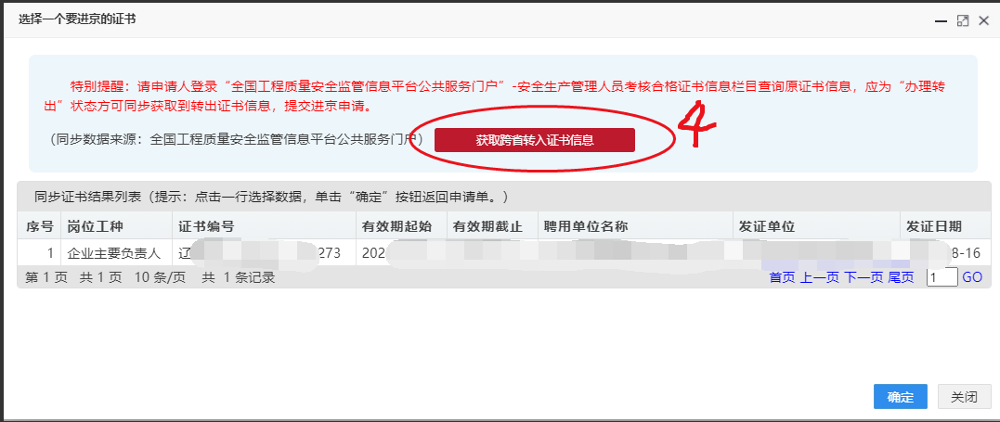 选择一个要进京的证书
特别提醒：请申请人登录“全国工程质量安全监管信息平台公共服务门户”-安全生产管理人员考核合格证书信息栏目查询原证书信息，应为“办理转
出”状态方可同步获取到转出证书信息，提交进京申请。
（同步数据来源：全国工程质量安全监管信息平台公共服务门户） 获取跨省转入证书信息 4
同步证书结果列表（提示：点击一行选择数据，单击“确定”按钮返回申请单。）
序号 岗位工种 证书编号 有效期起始 有效期截止 聘用单位名称 发证单位 发证日期
1 企业主要负责人 辽 273 202 8-16
第 1 页 共 1 页 10 条/页 共 1 条记录 首页 上一页 下一页 尾页 1 GO
确定 关闭